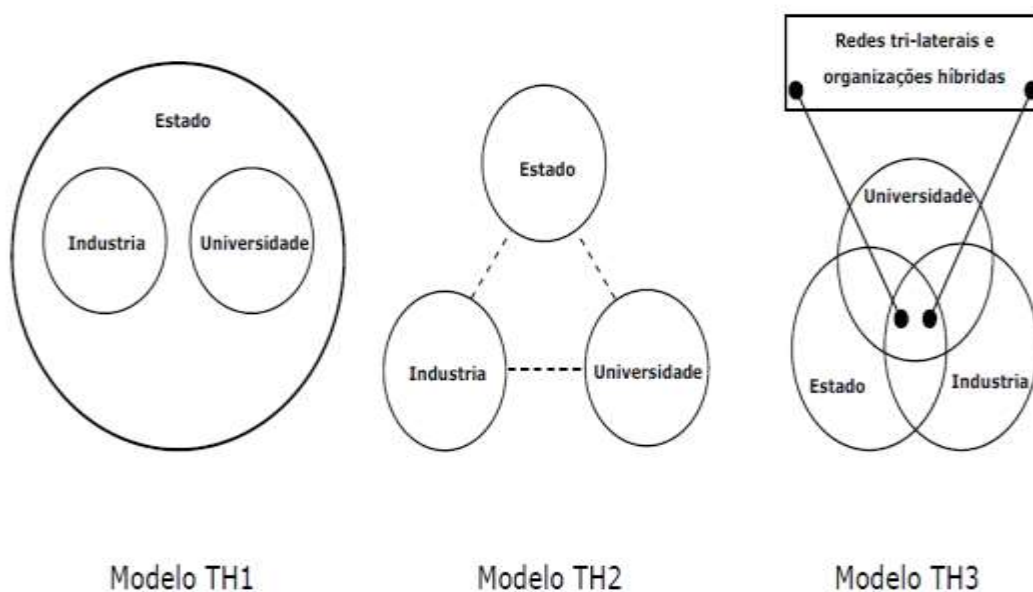 Estado
Industria
Universidade
Modelo TH1
Estado
Industria
Universidade
Modelo TH2
Redes tri-laterais e
organizações híbridas
Universidade
Estado
Industria
Modelo TH3